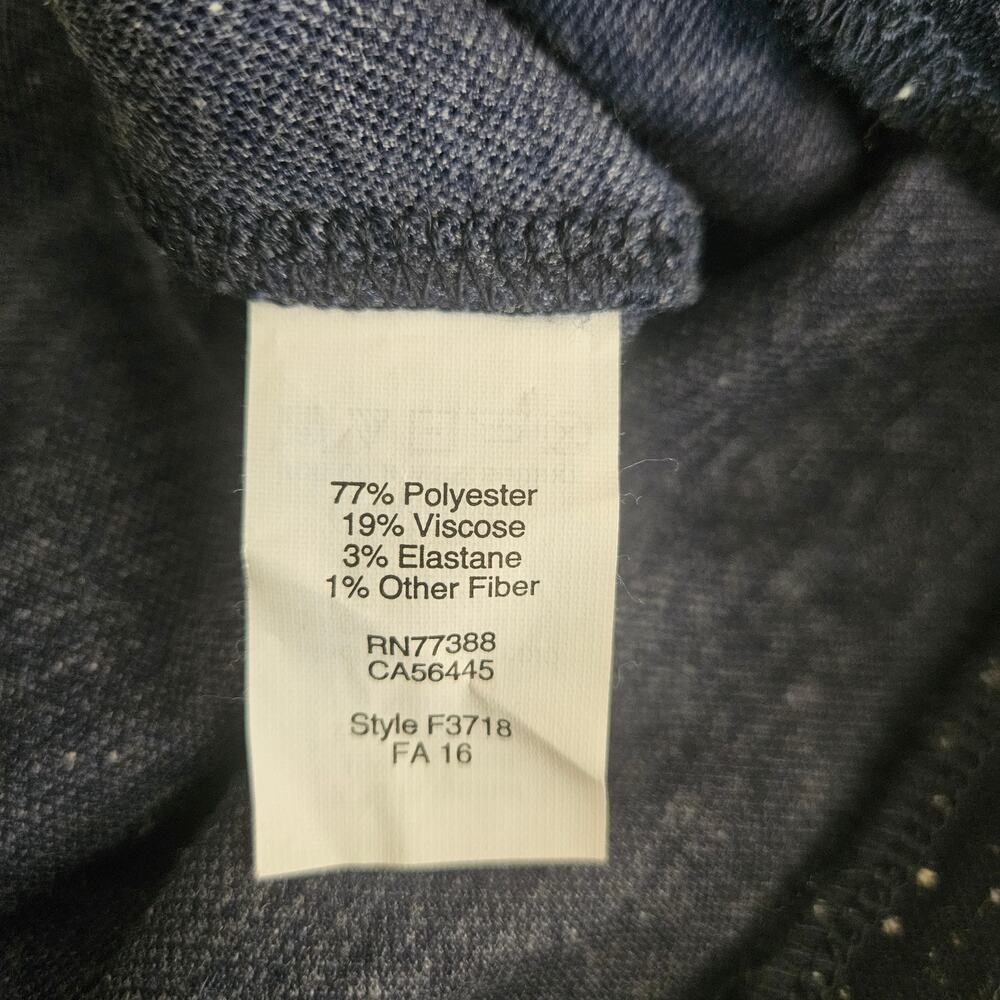 77% Polyester
19% Viscose
3% Elastane
1% Other Fiber
RN77388
CA56445
Style F3718
FA 16